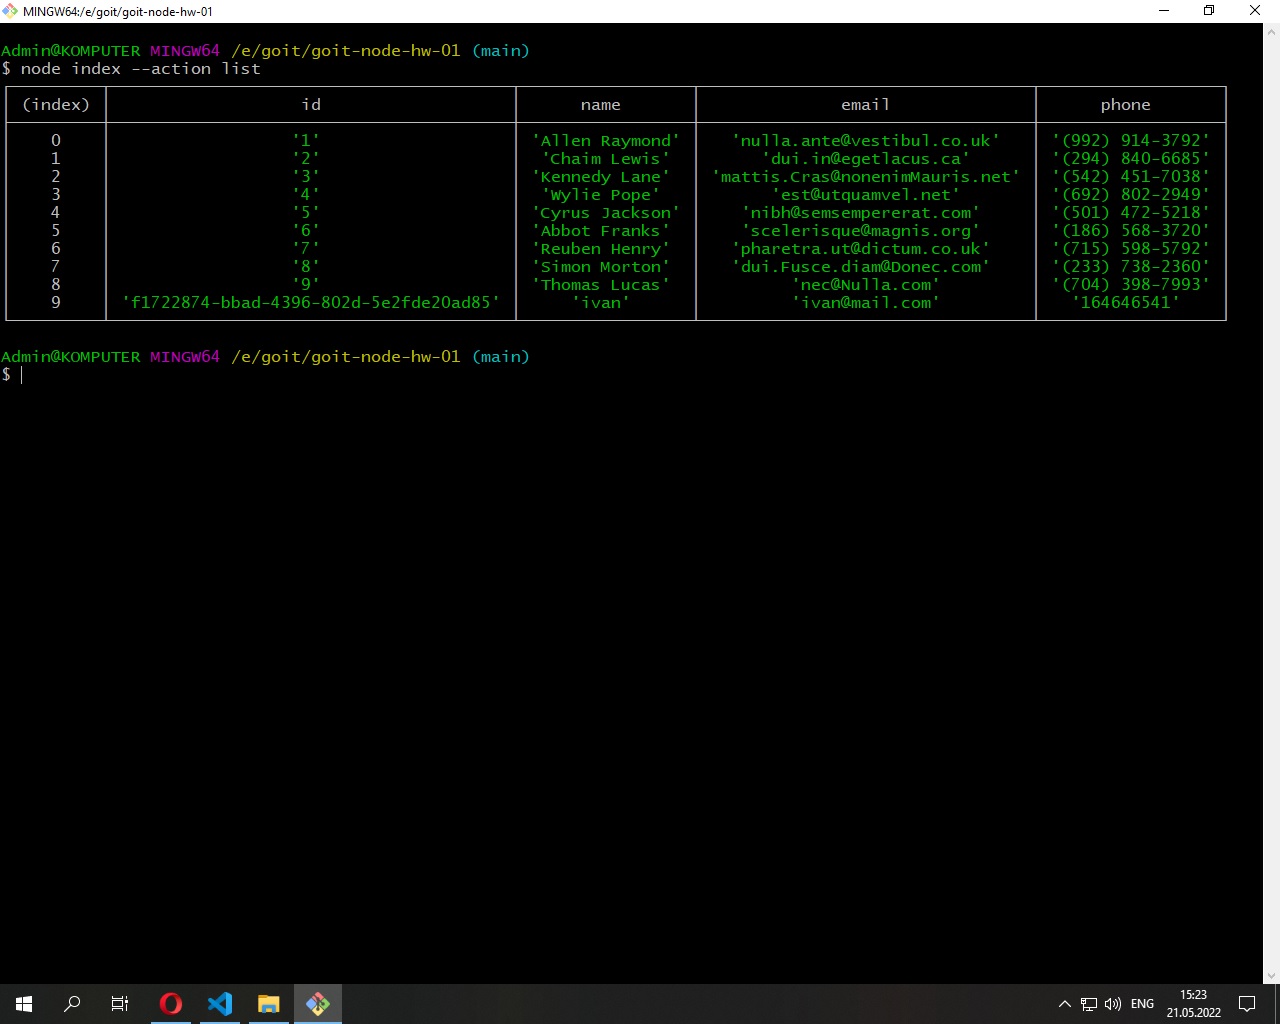 MINGW64:/e/goit/goit-node-hw-01
Admin@KOMPUTER MINGW64 /e/goit/goit-node-hw-01 (main)
$ node index --action list
(index) id name email phone
0 '1' 'Allen Raymond' 'nulla.ante@vestibul.co.uk' '(992) 914-3792'
1 '2' 'Chaim Lewis' 'dui.in@egetlacus.ca' '(294) 840-6685'
2 '3' 'Kennedy Lane' 'mattis.Cras@nonenimMauris.net' '(542) 451-7038'
3 '4' 'Wylie Pope' 'est@utquamvel.net' '(692) 802-2949'
4 '5' 'Cyrus Jackson' 'nibh@semsempererat.com' '(501) 472-5218'
5 '6' 'Abbot Franks' 'scelerisque@magnis.org' '(186) 568-3720'
6 '7' 'Reuben Henry' 'pharetra.ut@dictum.co.uk' '(715) 598-5792'
7 '8' 'Simon Morton' 'dui.Fusce.diam@Donec.com' '(233) 738-2360'
8 '9' 'Thomas Lucas' 'nec@Nulla.com' '(704) 398-7993'
9 'f1722874-bbad-4396-802d-5e2fde20ad85' 'ivan' 'ivan@mail.com' '164646541'
Admin@KOMPUTER MINGW64 /e/goit/goit-node-hw-01 (main)
$
ENG
15:23
21.05.2022